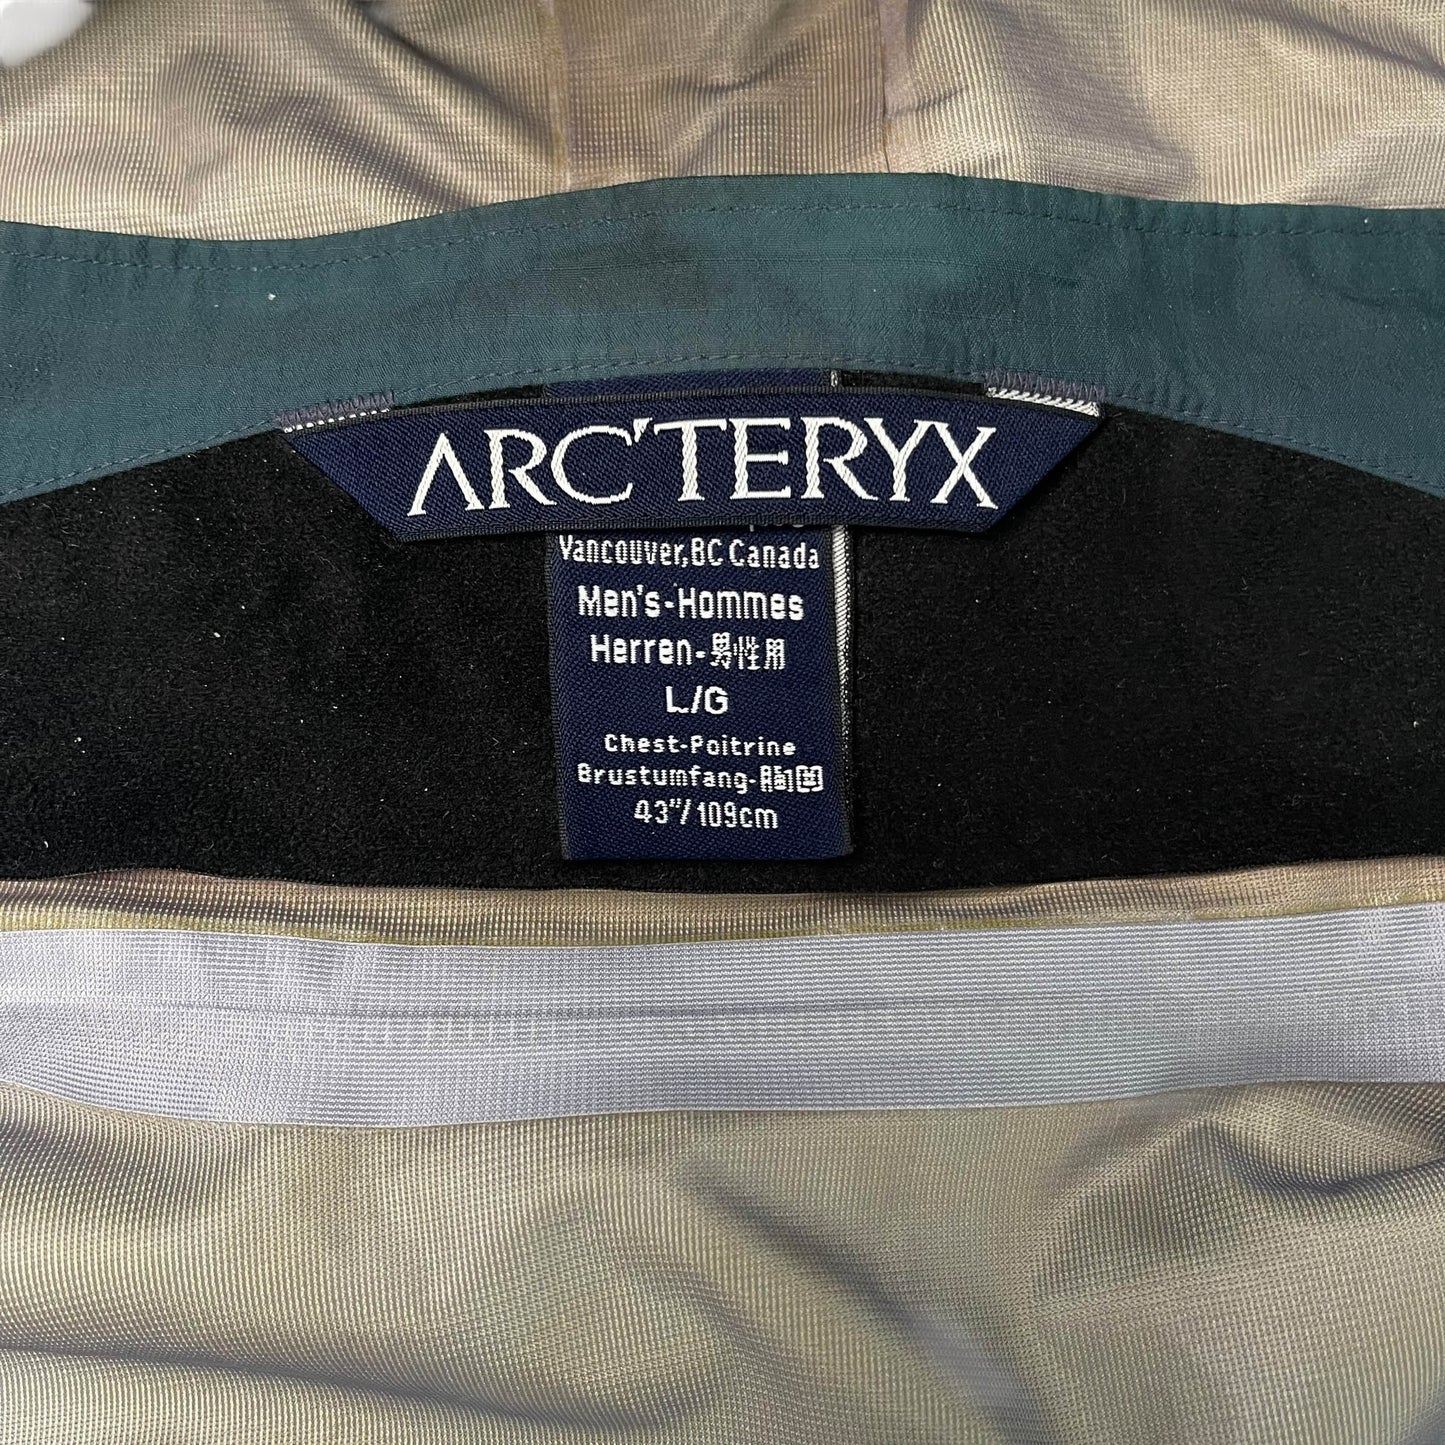 ARC'TERYX
Vancouver,BC Canada
Men's-Hommes
Herren-男性用
L/G
Chest-Poitrine
Brustumfang-胸囲
43"/109cm